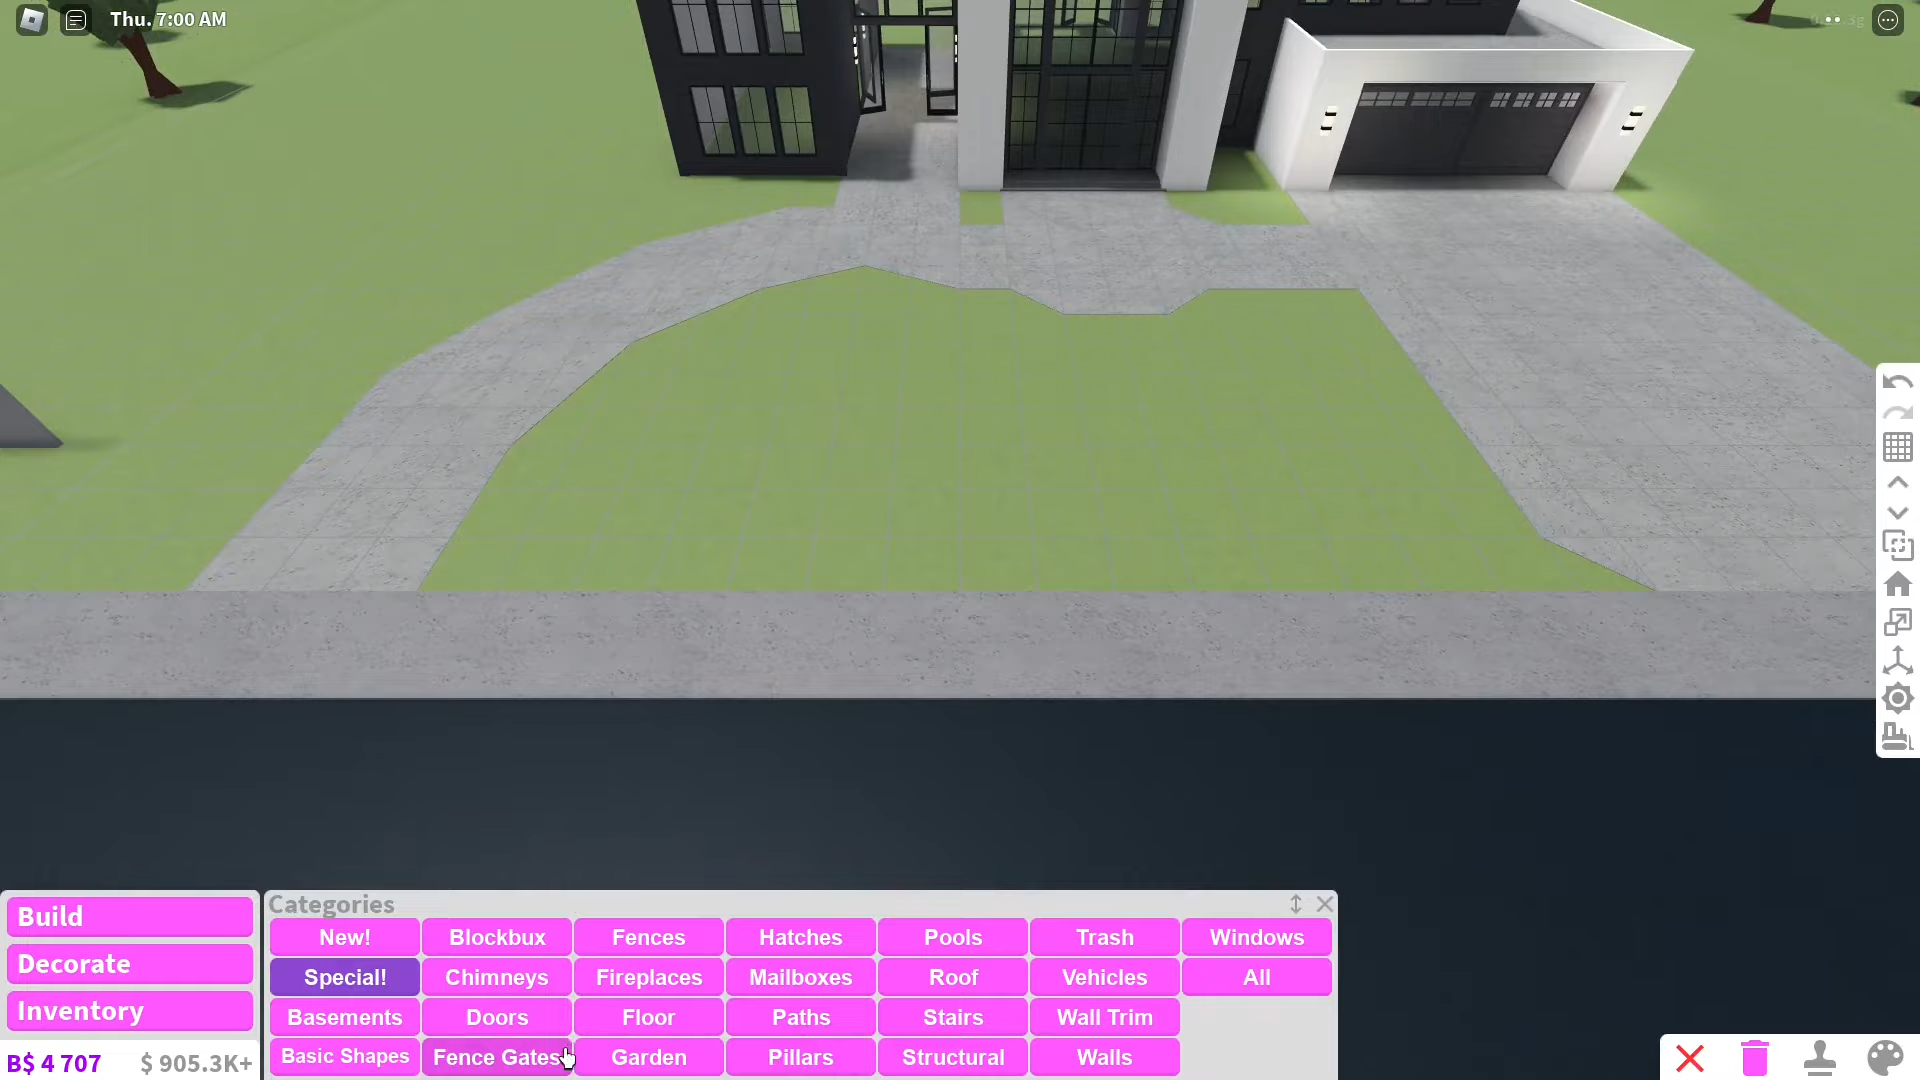 Thu. 7:00 AM
Build
Decorate
Inventory
B$ 4 707 $ 905.3K+
Categories
New! Blockbux Fences Hatches Pools Trash Windows
Special! Chimneys Fireplaces Mailboxes Roof Vehicles All
Basements Doors Floor Paths Stairs Wall Trim
Basic Shapes Fence Gates Garden Pillars Structural Walls